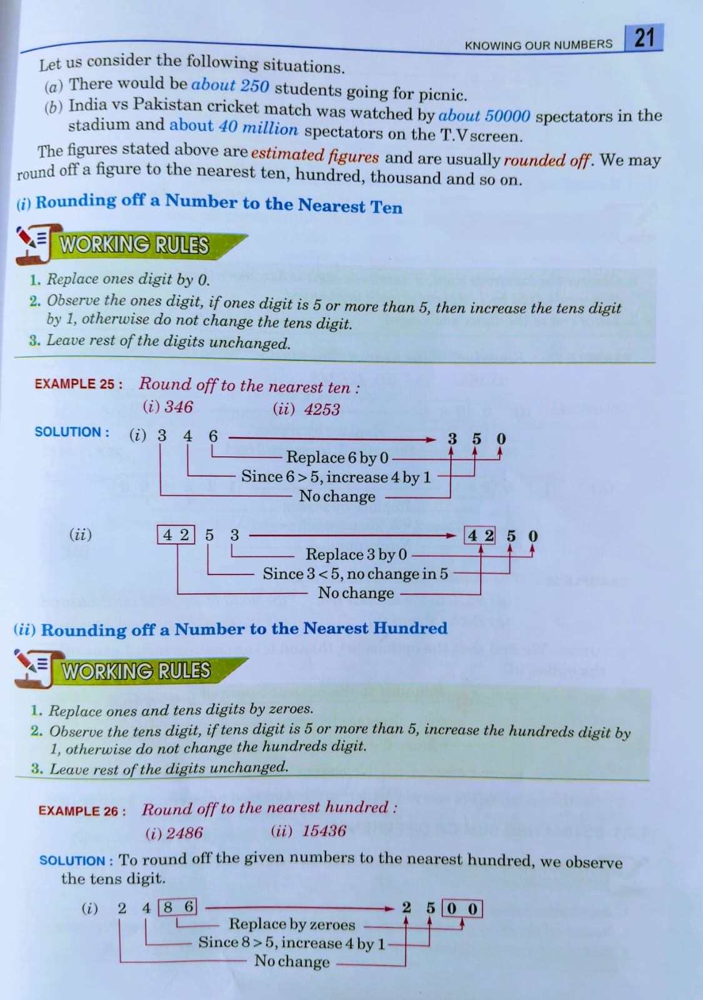 KNOWING OUR NUMBERS 21
Let us consider the following situations.
(a) There would be about 250 students going for picnic.
(b) India vs Pakistan cricket match was watched by about 50000 spectators in the
stadium and about 40 million spectators on the T.V screen.
The figures stated above are estimated figures and are usually rounded off. We may
round off a figure to the nearest ten, hundred, thousand and so on.
(i) Rounding off a Number to the Nearest Ten
WORKING RULES
1. Replace ones digit by 0.
2. Observe the ones digit, if ones digit is 5 or more than 5, then increase the tens digit
by 1, otherwise do not change the tens digit.
3. Leave rest of the digits unchanged.
EXAMPLE 25 : Round off to the nearest ten :
(i) 346 (ii) 4253
SOLUTION : (i) 3 4 6 3 5 0
Replace 6 by 0
Since 6 > 5, increase 4 by 1
No change
(ii) 4 2 5 3 4 2 5 0
Replace 3 by 0
Since 3 < 5, no change in 5
No change
(ii) Rounding off a Number to the Nearest Hundred
WORKING RULES
1. Replace ones and tens digits by zeroes.
2. Observe the tens digit, if tens digit is 5 or more than 5, increase the hundreds digit by
1, otherwise do not change the hundreds digit.
3. Leave rest of the digits unchanged.
EXAMPLE 26 : Round off to the nearest hundred :
(i) 2486 (ii) 15436
SOLUTION : To round off the given numbers to the nearest hundred, we observe
the tens digit.
(i) 2 4 8 6 2 5 0 0
Replace by zeroes
Since 8 > 5, increase 4 by 1
No change